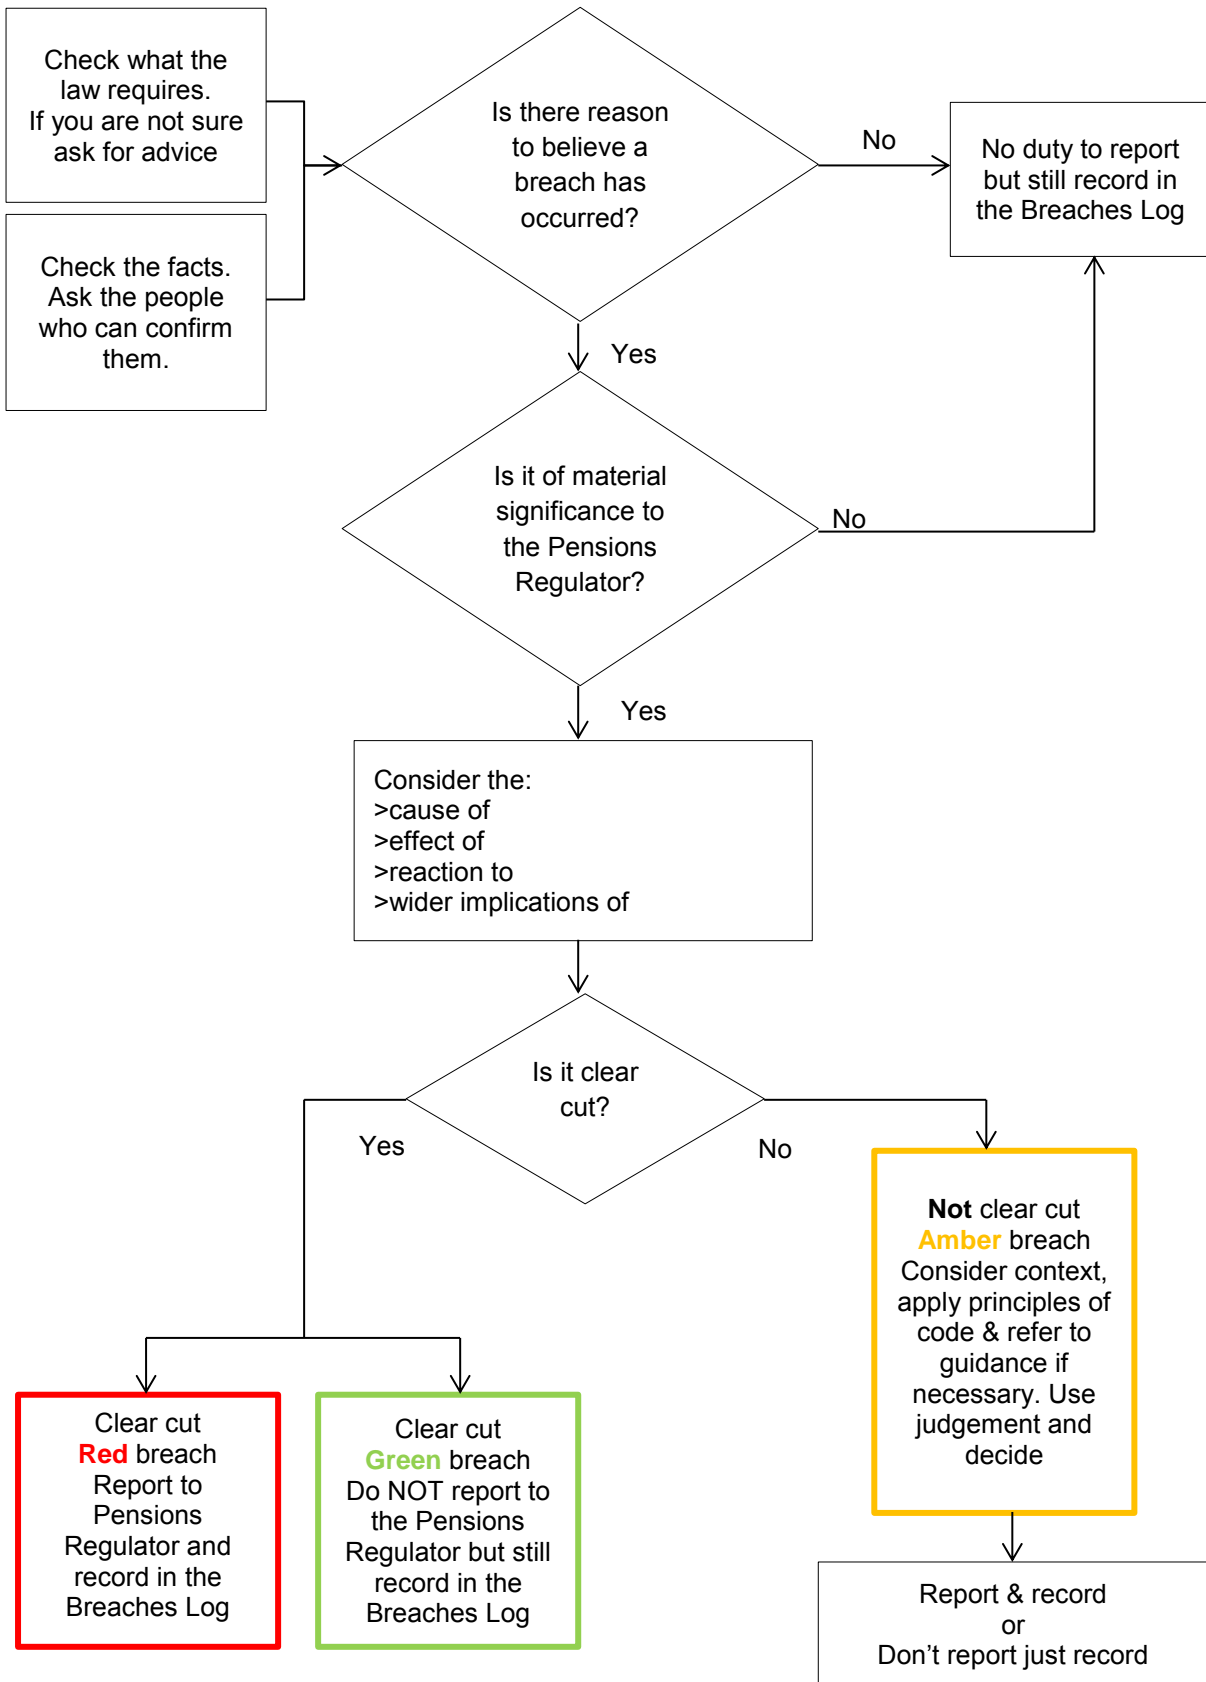 Check what the
law requires.
If you are not sure
ask for advice
Is there reason
to believe a
breach has
occurred?
No
No duty to report
but still record in
the Breaches Log
Check the facts.
Ask the people
who can confirm
them.
Yes
Is it of material
significance to
the Pensions
Regulator?
No
Yes
Consider the:
>cause of
>effect of
>reaction to
>wider implications of
Is it clear
cut?
Yes
No
Not clear cut
Amber breach
Consider context,
apply principles of
code & refer to
guidance if
necessary. Use
judgement and
decide
Clear cut
Red breach
Report to
Pensions
Regulator and
record in the
Breaches Log
Clear cut
Green breach
Do NOT report to
the Pensions
Regulator but still
record in the
Breaches Log
Report & record
or
Don’t report just record